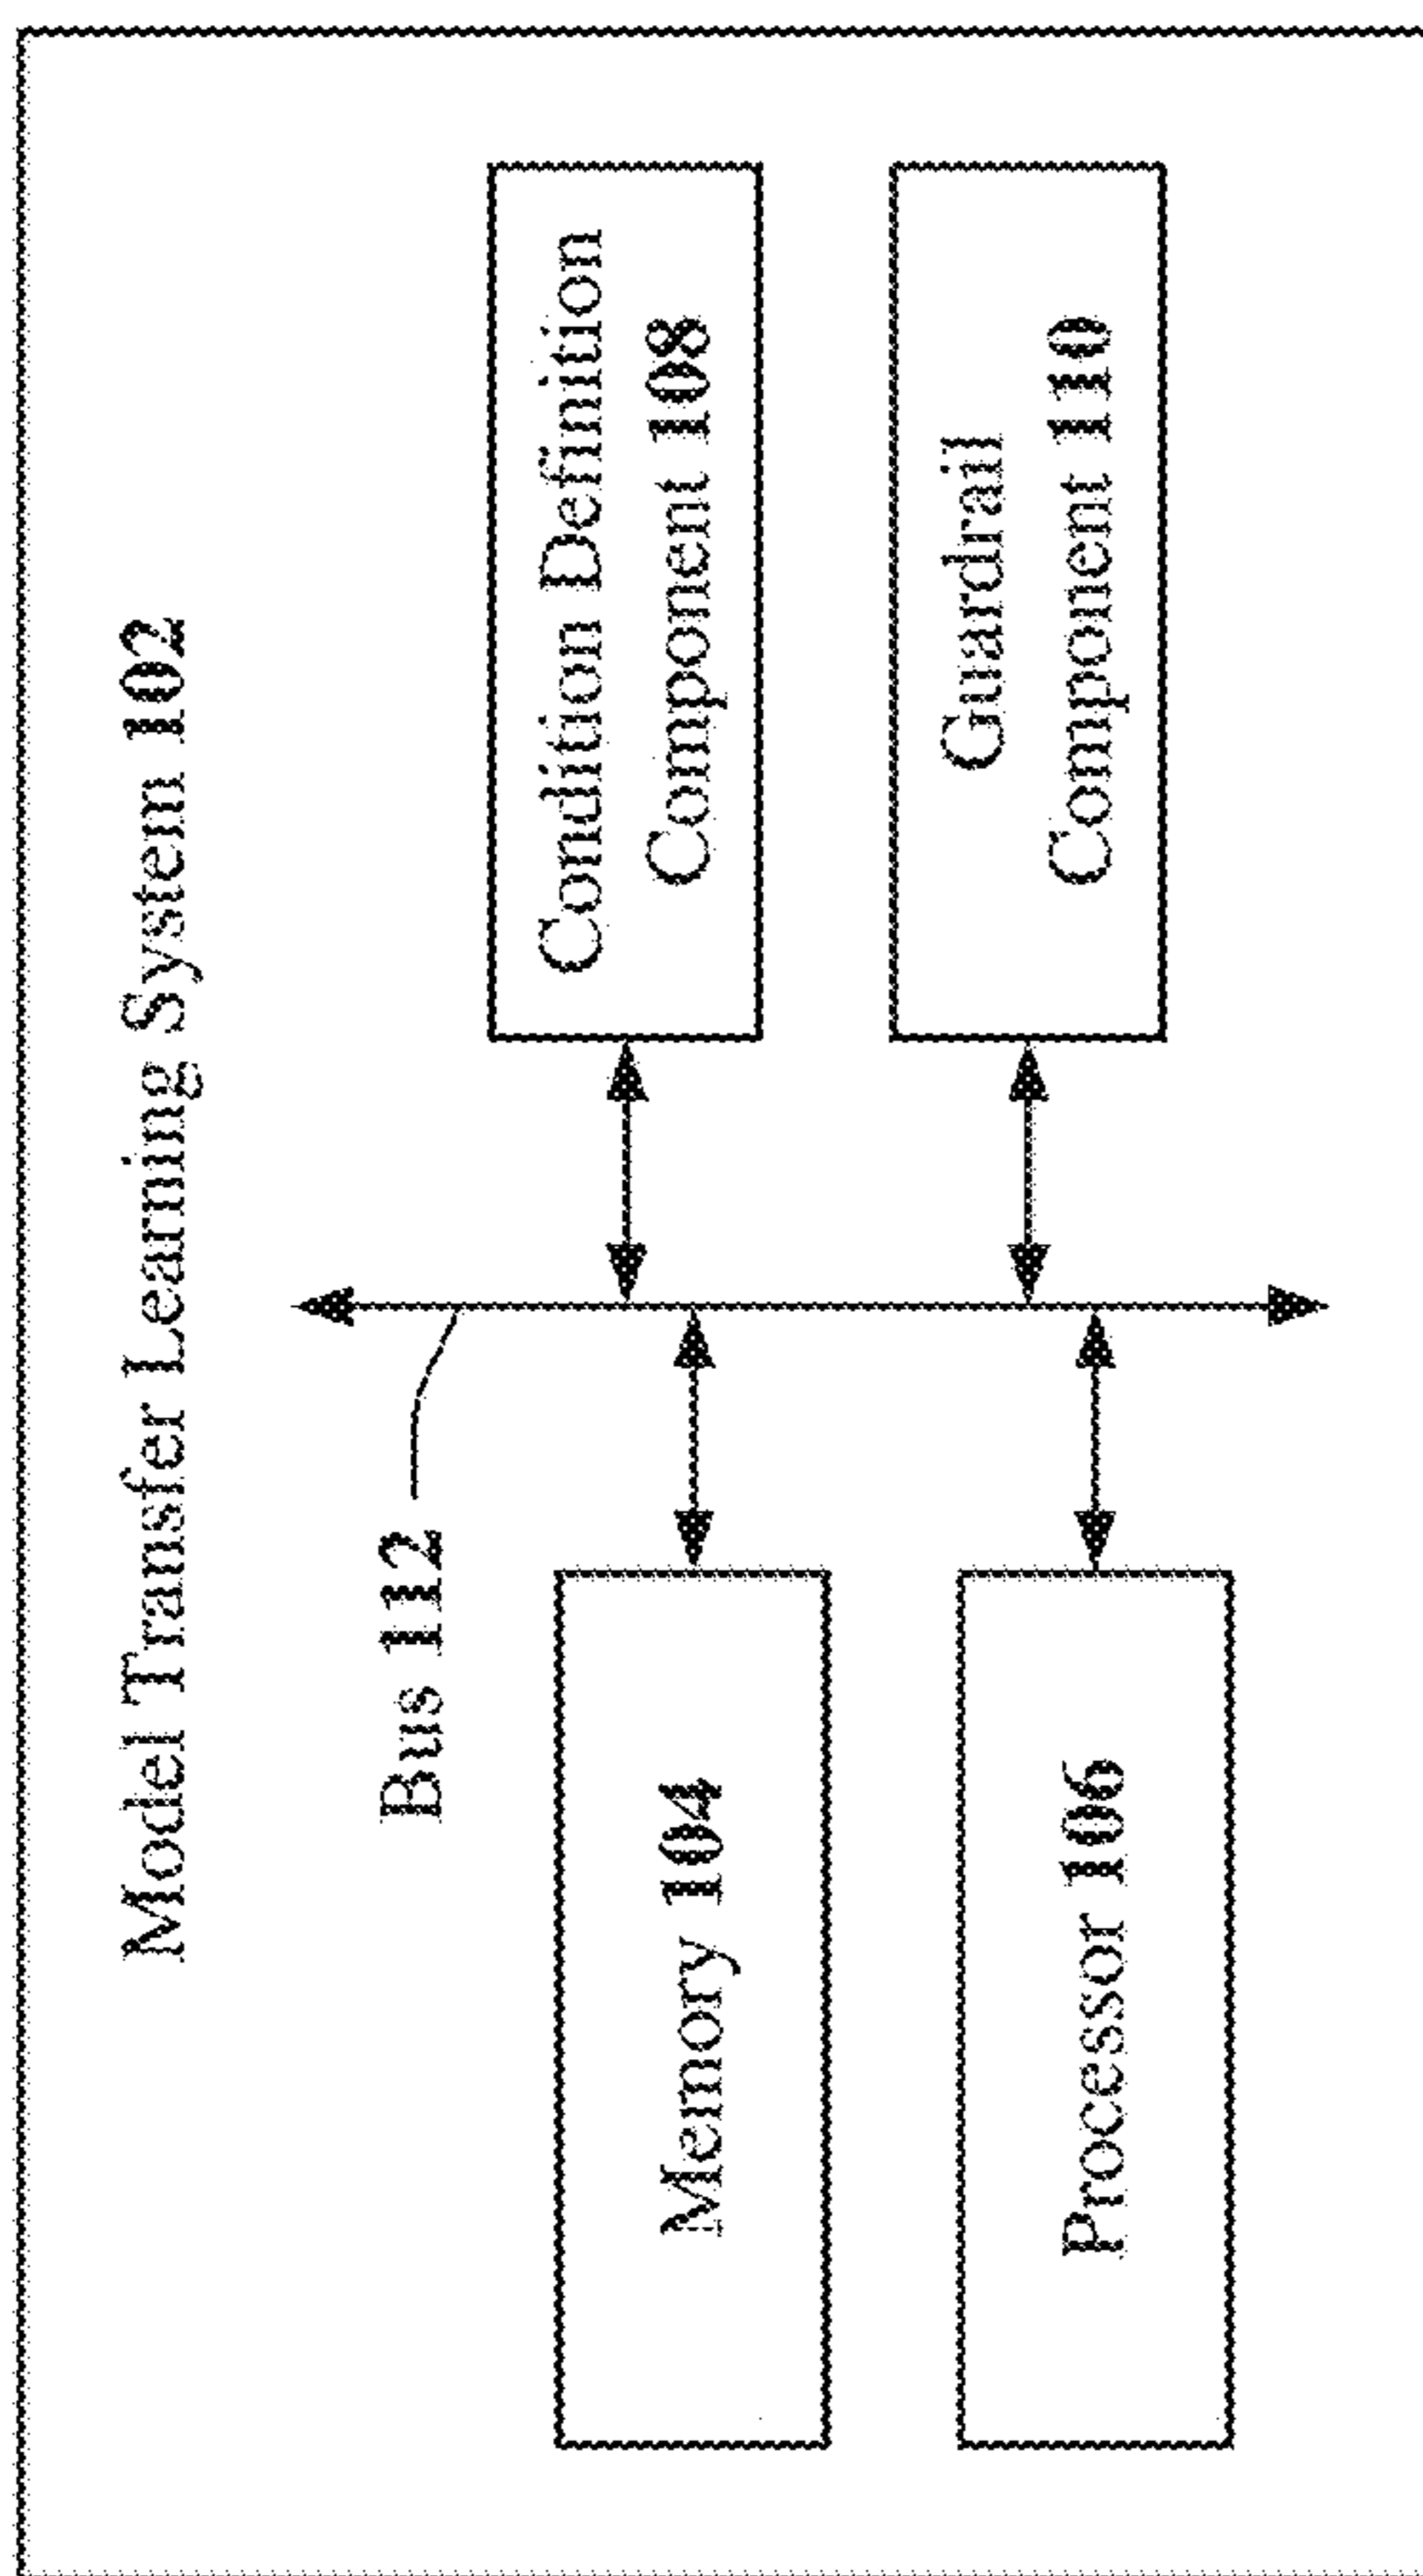 Model Transfer Learning System 102
Bus 112
Memory 104
Condition Definition
Component 108
Processor 106
Guardrail
Component 110